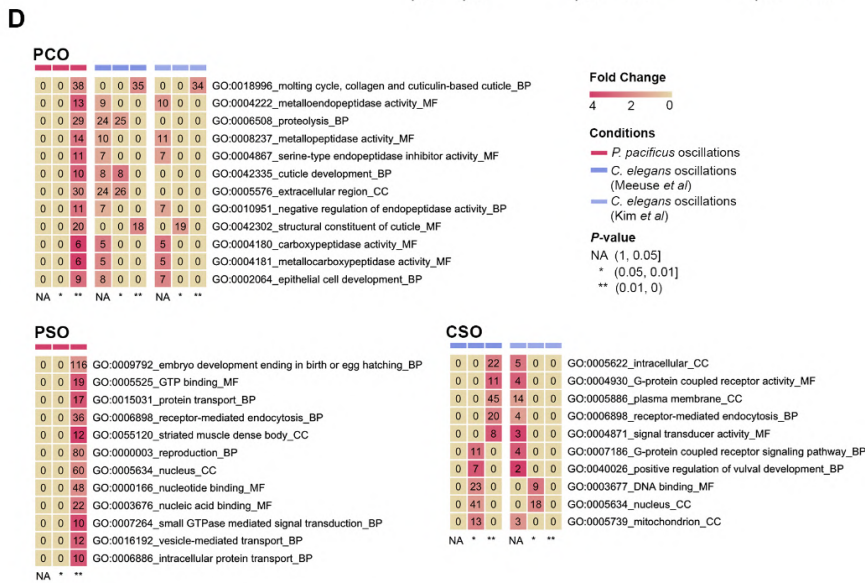 D
PCO
0 0 38 0 0 35 0 0 34 GO:0018996_molting cycle, collagen and cuticulin-based cuticle_BP
0 0 13 9 0 0 10 0 0 GO:0004222_metalloendopeptidase activity_MF
0 0 29 24 25 0 0 0 0 GO:0006508_proteolysis_BP
0 0 14 10 0 0 11 0 0 GO:0008237_metallopeptidase activity_MF
0 0 11 7 0 0 7 0 0 GO:0004867_serine-type endopeptidase inhibitor activity_MF
0 0 10 8 8 0 0 0 0 GO:0042335_cuticle development_BP
0 0 30 24 26 0 0 0 0 GO:0005576_extracellular region_CC
0 0 11 7 0 0 7 0 0 GO:0010951_negative regulation of endopeptidase activity_BP
0 0 20 0 0 18 0 19 0 GO:0042302_structural constituent of cuticle_MF
0 0 6 5 0 0 5 0 0 GO:0004180_carboxypeptidase activity_MF
0 0 6 5 0 0 5 0 0 GO:0004181_metallocarboxypeptidase activity_MF
0 0 9 8 0 0 7 0 0 GO:0002064_epithelial cell development_BP
NA * ** NA * ** NA * **
Fold Change
4 2 0
Conditions
P. pacificus oscillations
C. elegans oscillations
(Meeuse et al)
C. elegans oscillations
(Kim et al)
P-value
NA (1, 0.05]
* (0.05, 0.01]
** (0.01, 0)
PSO
0 0 116 GO:0009792_embryo development ending in birth or egg hatching_BP
0 0 19 GO:0005525_GTP binding_MF
0 0 17 GO:0015031_protein transport_BP
0 0 36 GO:0006898_receptor-mediated endocytosis_BP
0 0 12 GO:0055120_striated muscle dense body_CC
0 0 80 GO:0000003_reproduction_BP
0 0 60 GO:0005634_nucleus_CC
0 0 48 GO:0000166_nucleotide binding_MF
0 0 22 GO:0003676_nucleic acid binding_MF
0 0 10 GO:0007264_small GTPase mediated signal transduction_BP
0 0 12 GO:0016192_vesicle-mediated transport_BP
0 0 10 GO:0006886_intracellular protein transport_BP
NA * **
CSO
0 0 22 5 0 0 GO:0005622_intracellular_CC
0 0 11 4 0 0 GO:0004930_G-protein coupled receptor activity_MF
0 0 45 14 0 0 GO:0005886_plasma membrane_CC
0 0 20 4 0 0 GO:0006898_receptor-mediated endocytosis_BP
0 0 8 3 0 0 GO:0004871_signal transducer activity_MF
0 11 0 4 0 0 GO:0007186_G-protein coupled receptor signaling pathway_BP
0 7 0 2 0 0 GO:0040026_positive regulation of vulval development_BP
0 23 0 0 9 0 GO:0003677_DNA binding_MF
0 41 0 0 18 0 GO:0005634_nucleus_CC
0 13 0 3 0 0 GO:0005739_mitochondrion_CC
NA * ** NA * **